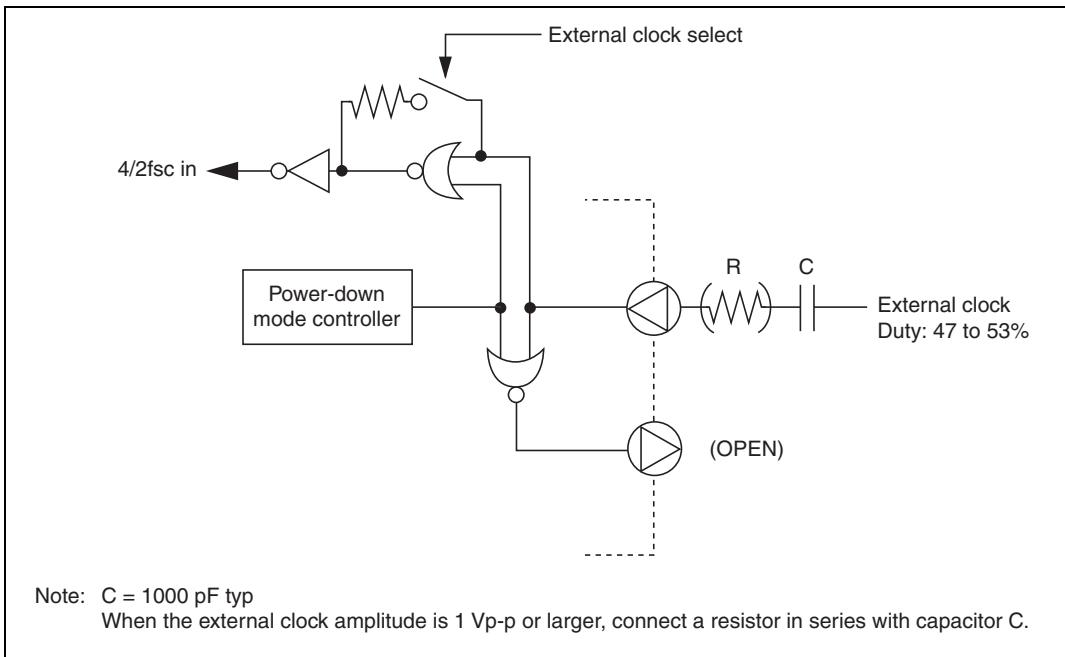 External clock select
4/2fsc in
R
C
Power-down
mode controller
External clock
Duty: 47 to 53%
(OPEN)
Note: C = 1000 pF typ
When the external clock amplitude is 1 Vp-p or larger, connect a resistor in series with capacitor C.